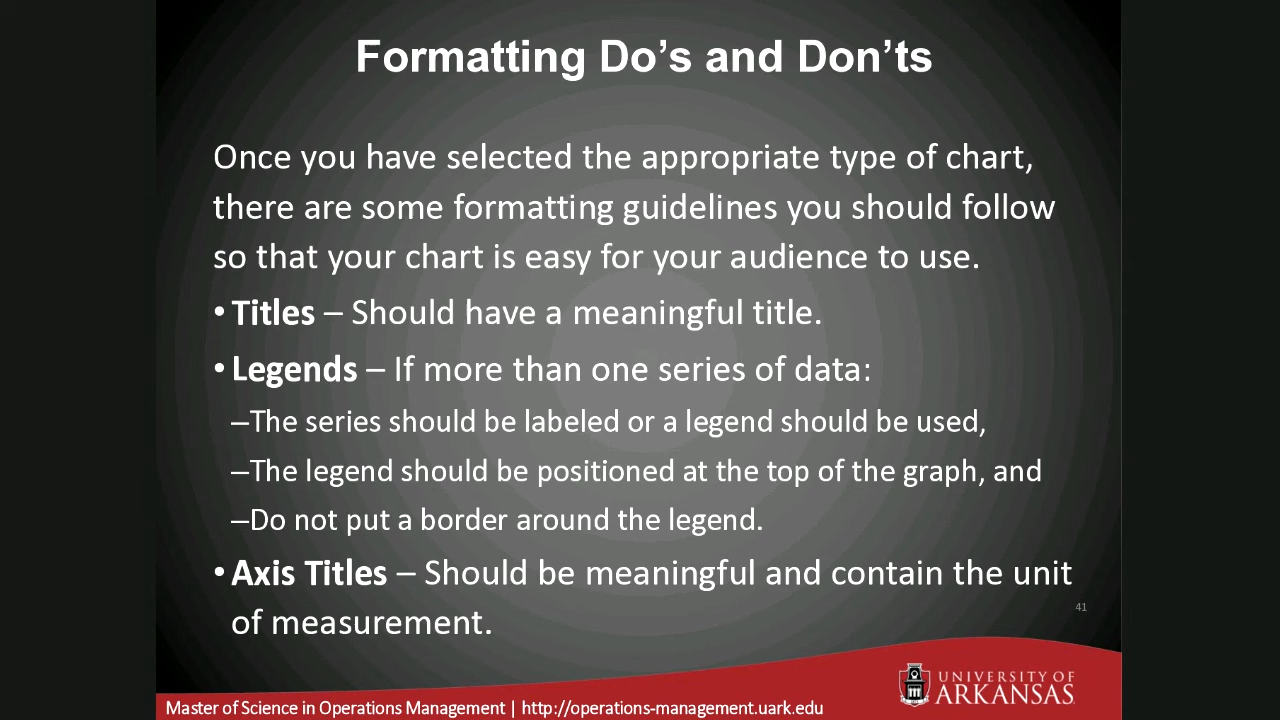 Formatting Do’s and Don’ts
Once you have selected the appropriate type of chart,
there are some formatting guidelines you should follow
so that your chart is easy for your audience to use.
• Titles – Should have a meaningful title.
• Legends – If more than one series of data:
–The series should be labeled or a legend should be used,
–The legend should be positioned at the top of the graph, and
–Do not put a border around the legend.
• Axis Titles – Should be meaningful and contain the unit
of measurement.
41
UNIVERSITY OF
ARKANSAS
Master of Science in Operations Management | http://operations-management.uark.edu